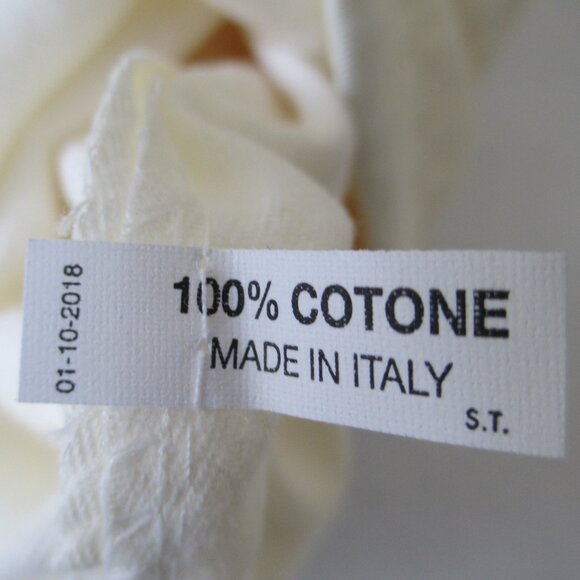 01-10-2018
100% COTONE
MADE IN ITALY
S.T.